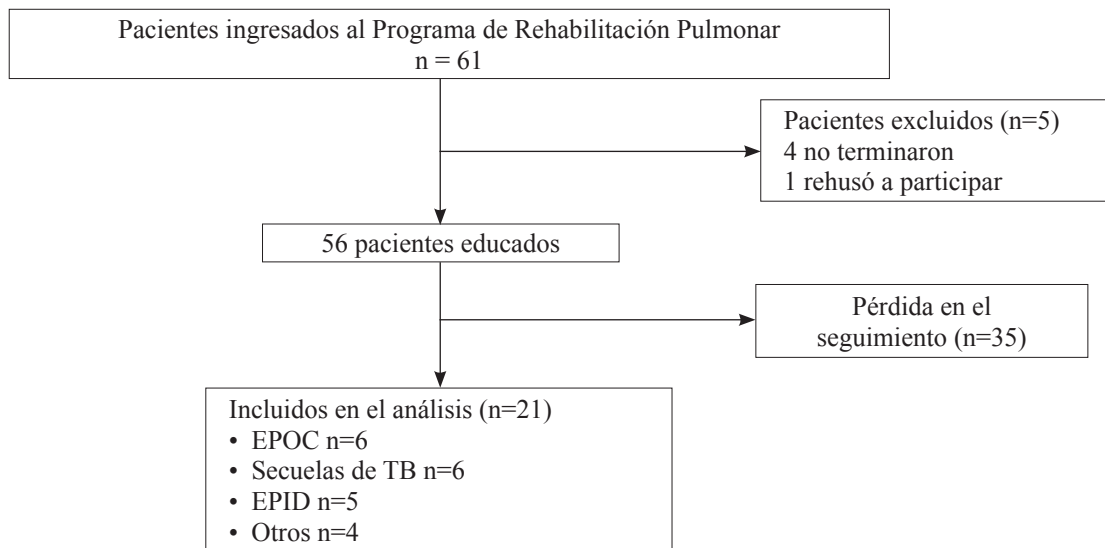 Pacientes ingresados al Programa de Rehabilitación Pulmonar
n = 61
Pacientes excluidos (n=5)
4 no terminaron
1 rehusó a participar
56 pacientes educados
Pérdida en el
seguimiento (n=35)
Incluidos en el análisis (n=21)
• EPOC n=6
• Secuelas de TB n=6
• EPID n=5
• Otros n=4